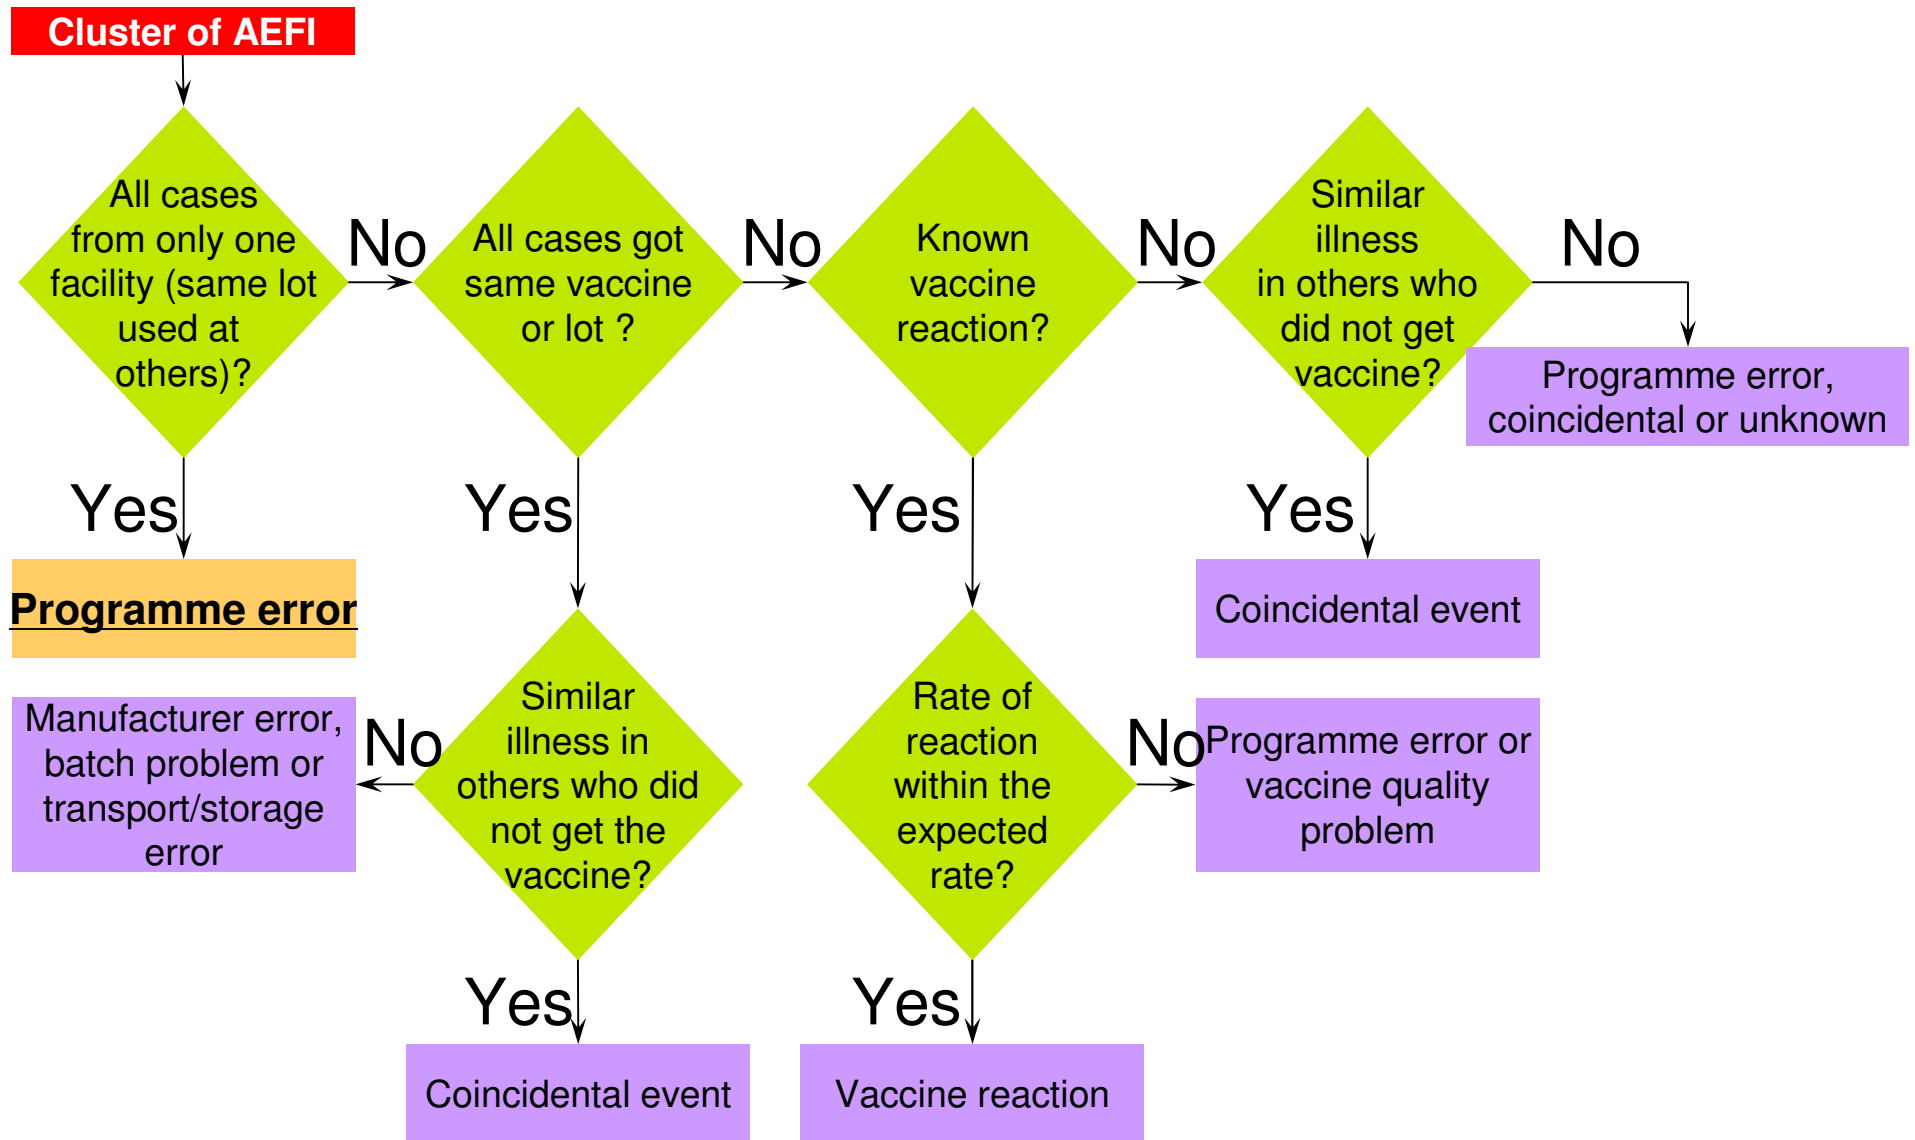 Cluster of AEFI
All cases
from only one
facility (same lot
used at
others)?
No
All cases got
same vaccine
or lot ?
No
Known
vaccine
reaction?
No
Similar
illness
in others who
did not get
vaccine?
No
Programme error,
coincidental or unknown
Yes
Yes
Yes
Yes
Programme error
Coincidental event
Manufacturer error,
batch problem or
transport/storage
error
No
Similar
illness in
others who did
not get the
vaccine?
Rate of
reaction
within the
expected
rate?
No
Programme error or
vaccine quality
problem
Yes
Yes
Coincidental event
Vaccine reaction